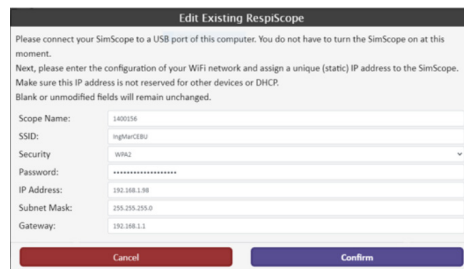 Edit Existing RespiScope
Please connect your SimScope to a USB port of this computer. You do not have to turn the SimScope on at this
moment.
Next, please enter the configuration of your WiFi network and assign a unique (static) IP address to the SimScope.
Make sure this IP address is not reserved for other devices or DHCP.
Blank or unmodified fields will remain unchanged.
Scope Name: 1400156
SSID: IngMarCEBU
Security WPA2
Password: •••••••••••••••••••
IP Address: 192.168.1.98
Subnet Mask: 255.255.255.0
Gateway: 192.168.1.1
Cancel Confirm